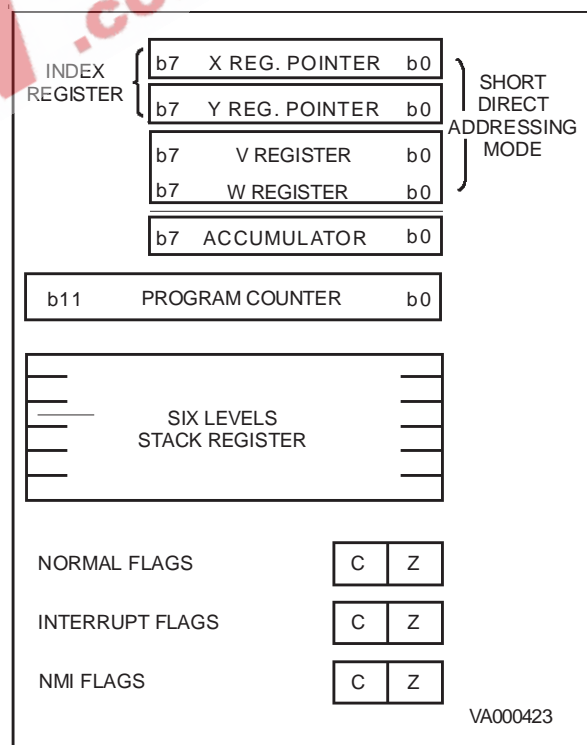 .co
INDEX
REGISTER
b7 X REG. POINTER b0
b7 Y REG. POINTER b0
b7 V REGISTER b0
b7 W REGISTER b0
SHORT
DIRECT
ADDRESSING
MODE
b7 ACCUMULATOR b0
b11 PROGRAM COUNTER b0
SIX LEVELS
STACK REGISTER
NORMAL FLAGS C Z
INTERRUPT FLAGS C Z
NMI FLAGS C Z
VA000423